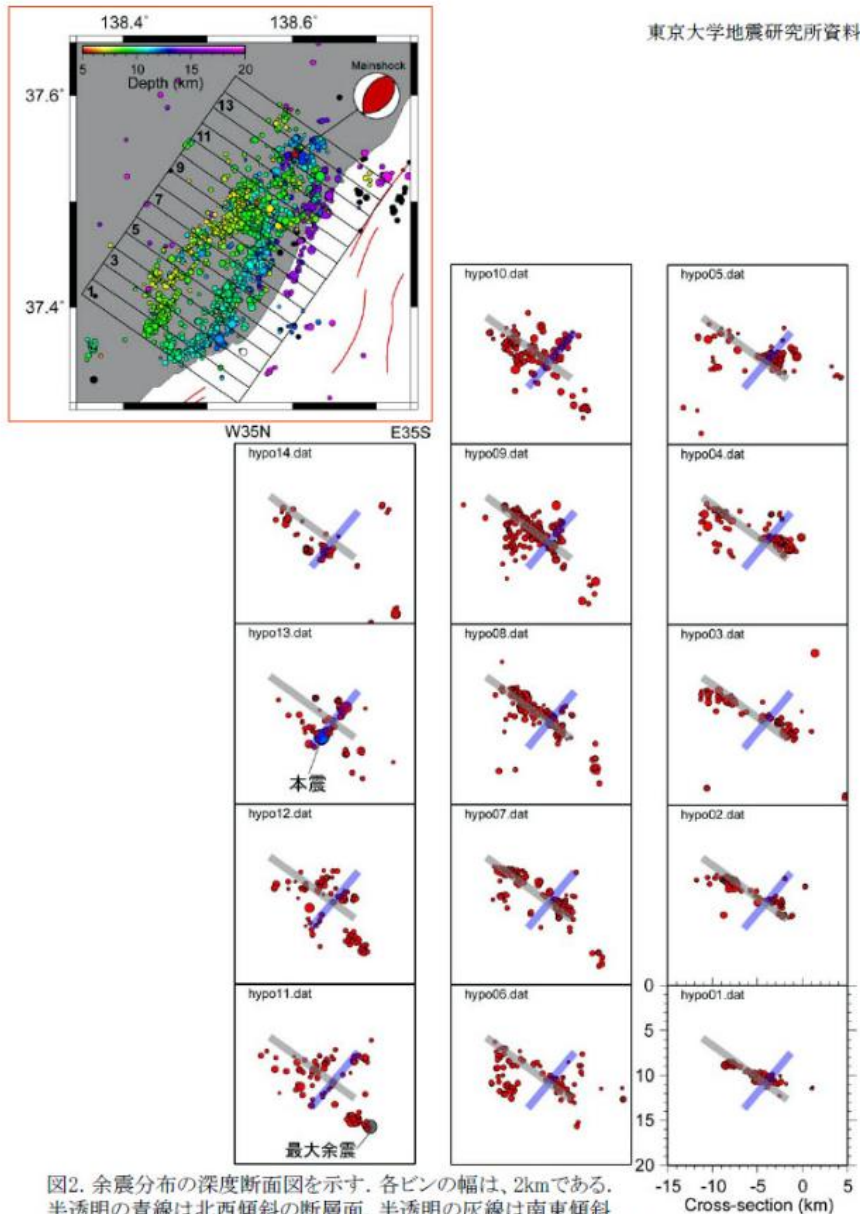 東京大学地震研究所資料
138.4° 138.6°
5 10 15 20
Depth (km)
Mainshock
37.6°
37.4°
13
11
9
7
5
3
1
W35N E35S
hypo14.dat
hypo13.dat
本震
hypo12.dat
hypo11.dat
最大余震
hypo10.dat
hypo09.dat
hypo08.dat
hypo07.dat
hypo06.dat
hypo05.dat
hypo04.dat
hypo03.dat
hypo02.dat
hypo01.dat
0
5
10
15
20
-15 -10 -5 0 5
Cross-section (km)
図2. 余震分布の深度断面図を示す. 各ビンの幅は、2kmである.
半透明の青線は北西傾斜の断層面, 半透明の灰線は南東傾斜